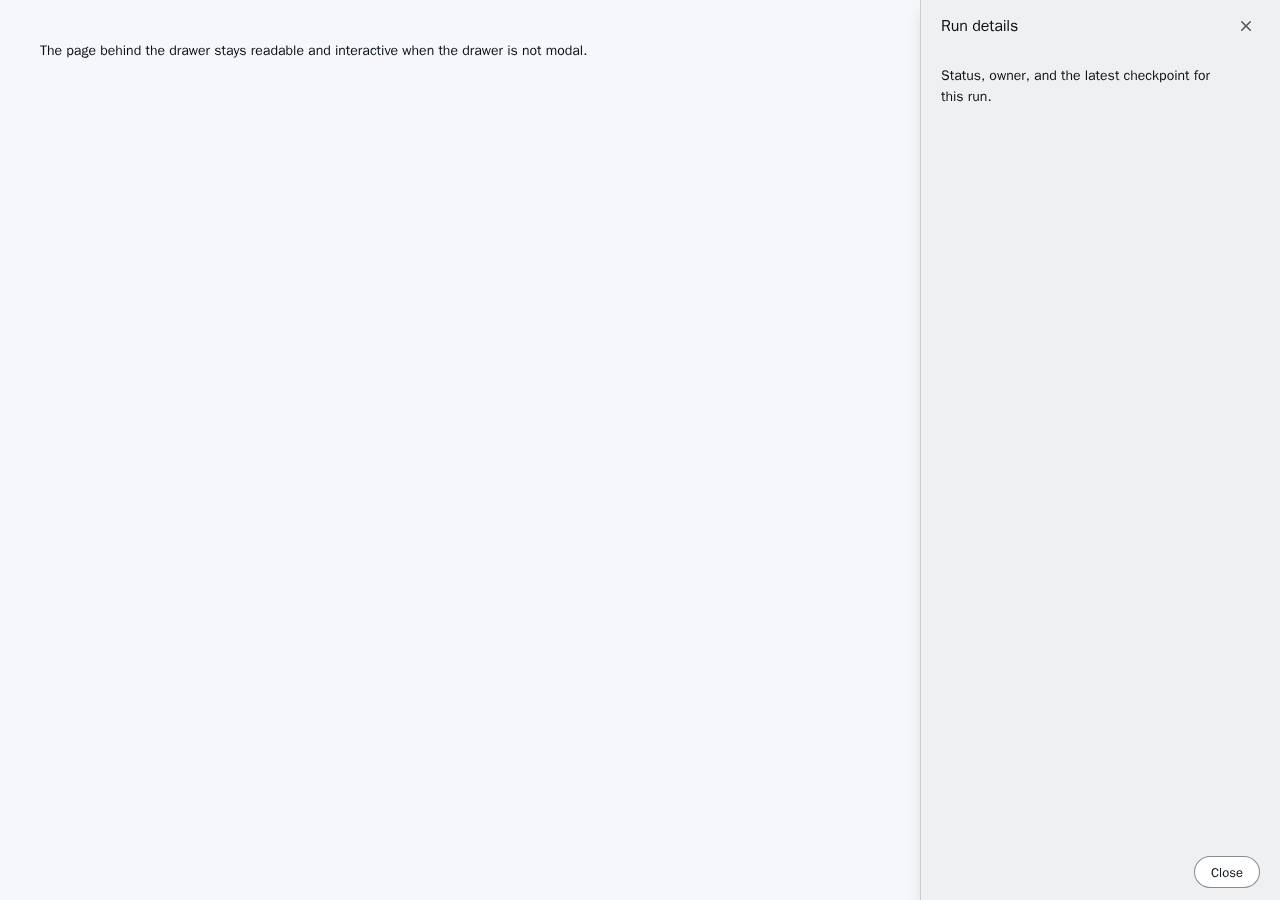 The page behind the drawer stays readable and interactive when the drawer is not modal.
Run details
Status, owner, and the latest checkpoint for
this run.
Close